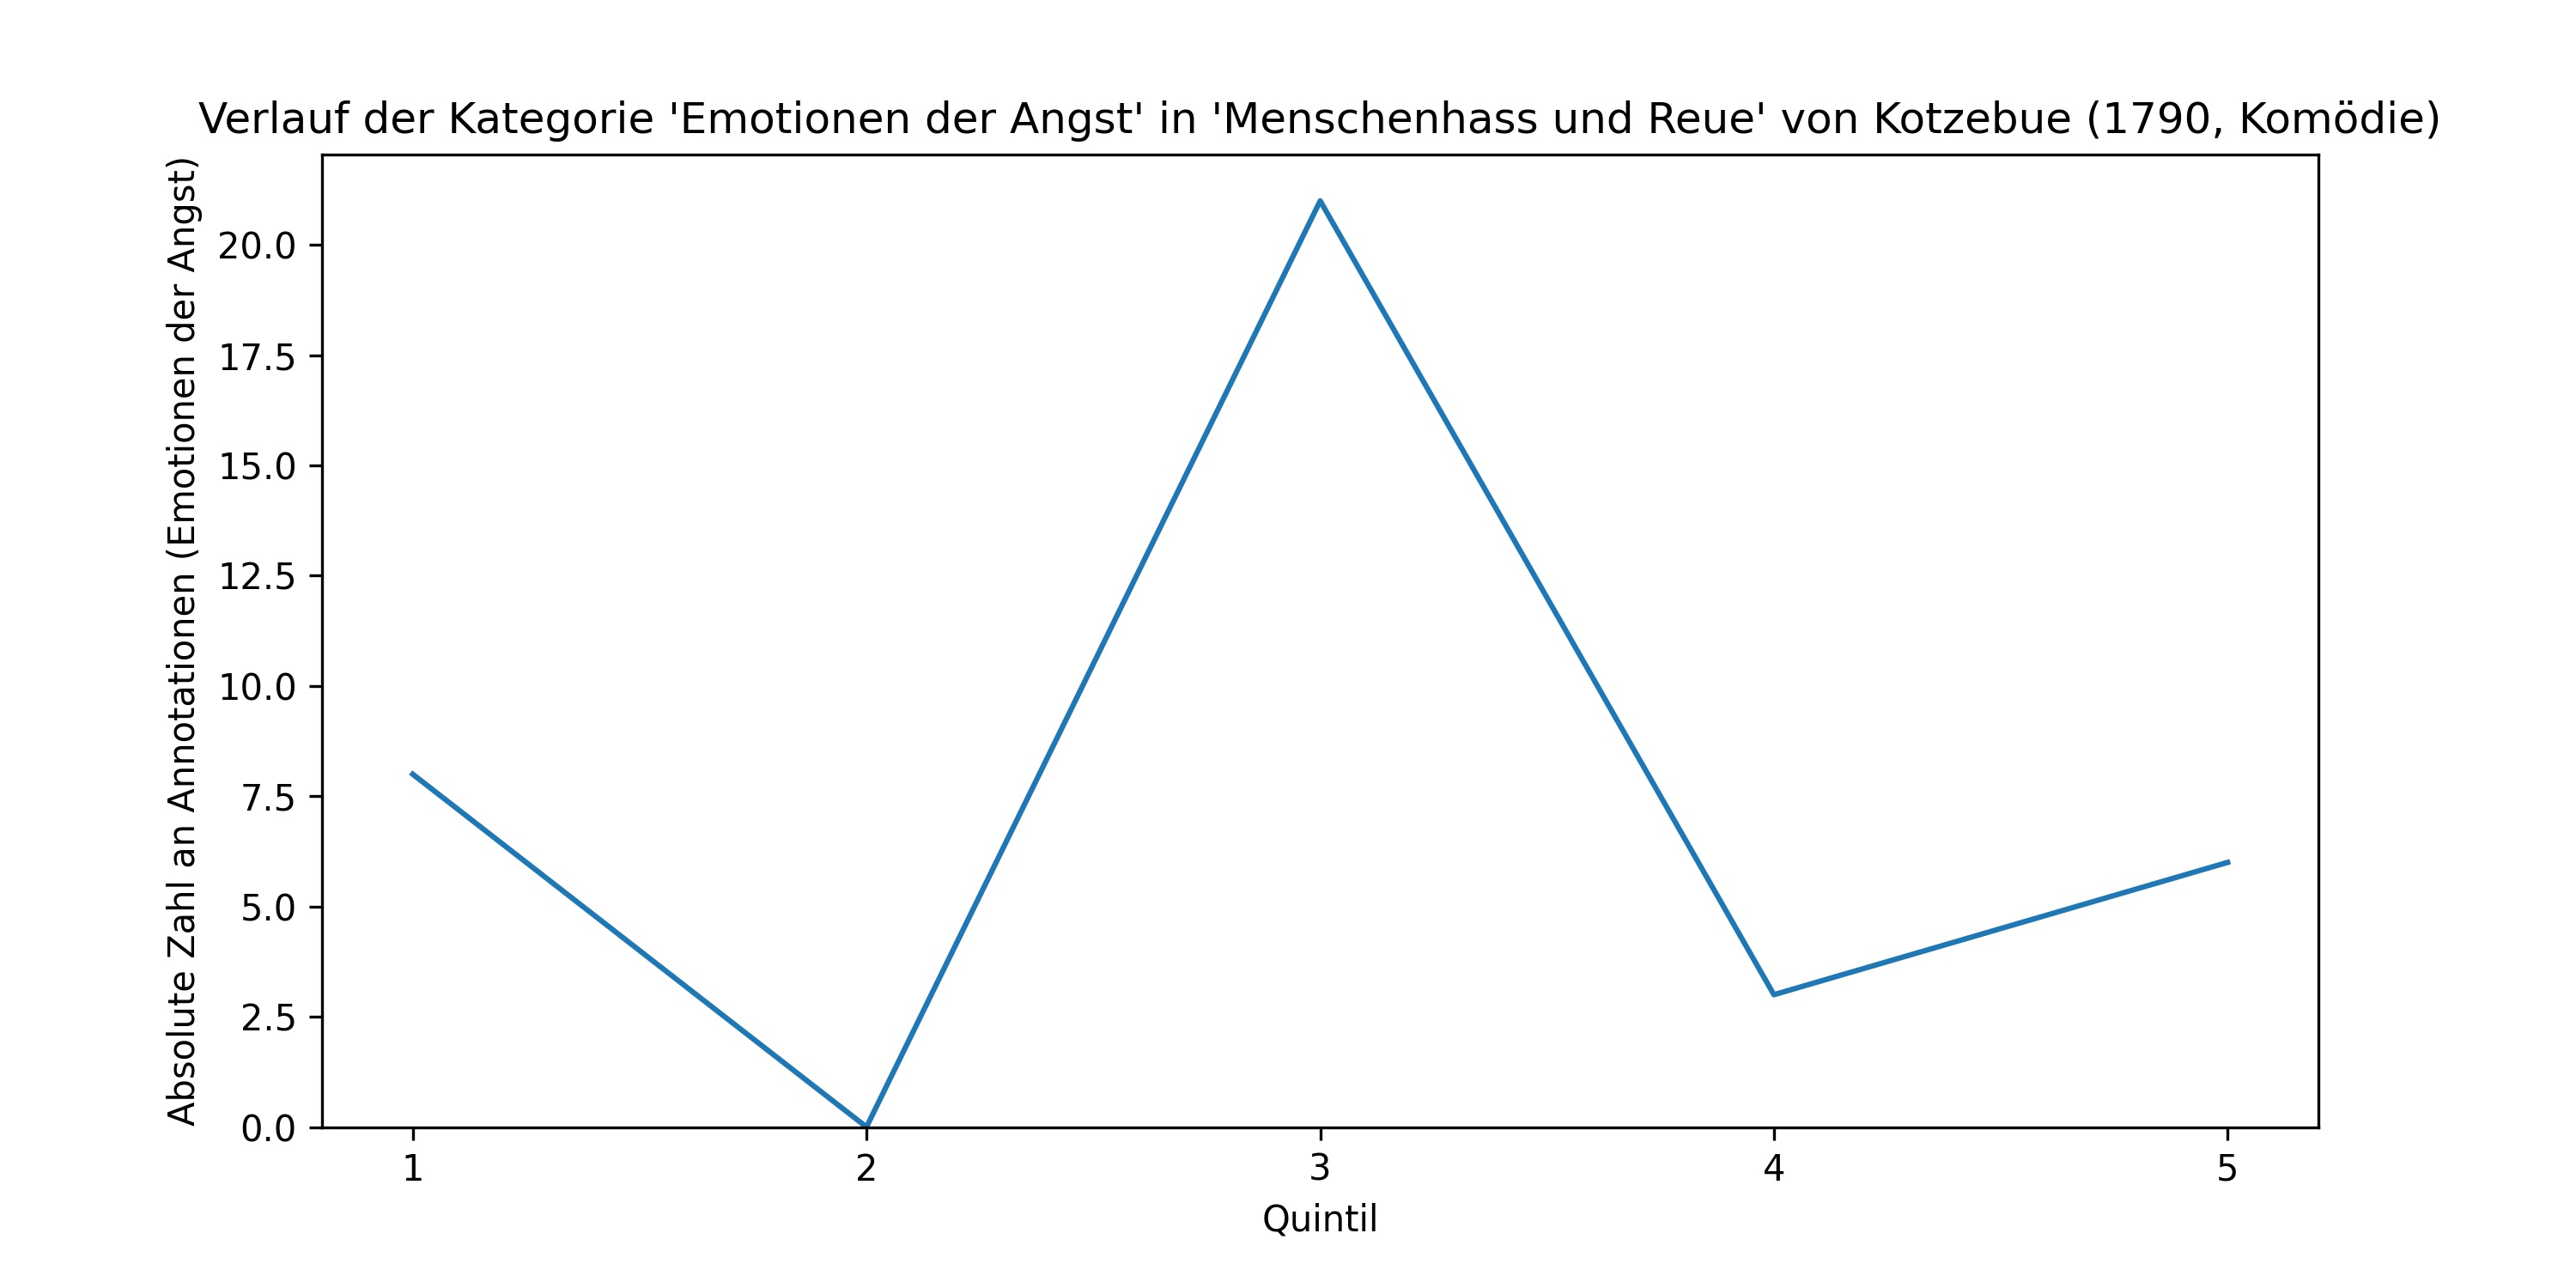 Verlauf der Kategorie 'Emotionen der Angst' in 'Menschenhass und Reue' von Kotzebue (1790, Komödie)
Absolute Zahl an Annotationen (Emotionen der Angst)
20.0
17.5
15.0
12.5
10.0
7.5
5.0
2.5
0.0
1 2 3 4 5
Quintil